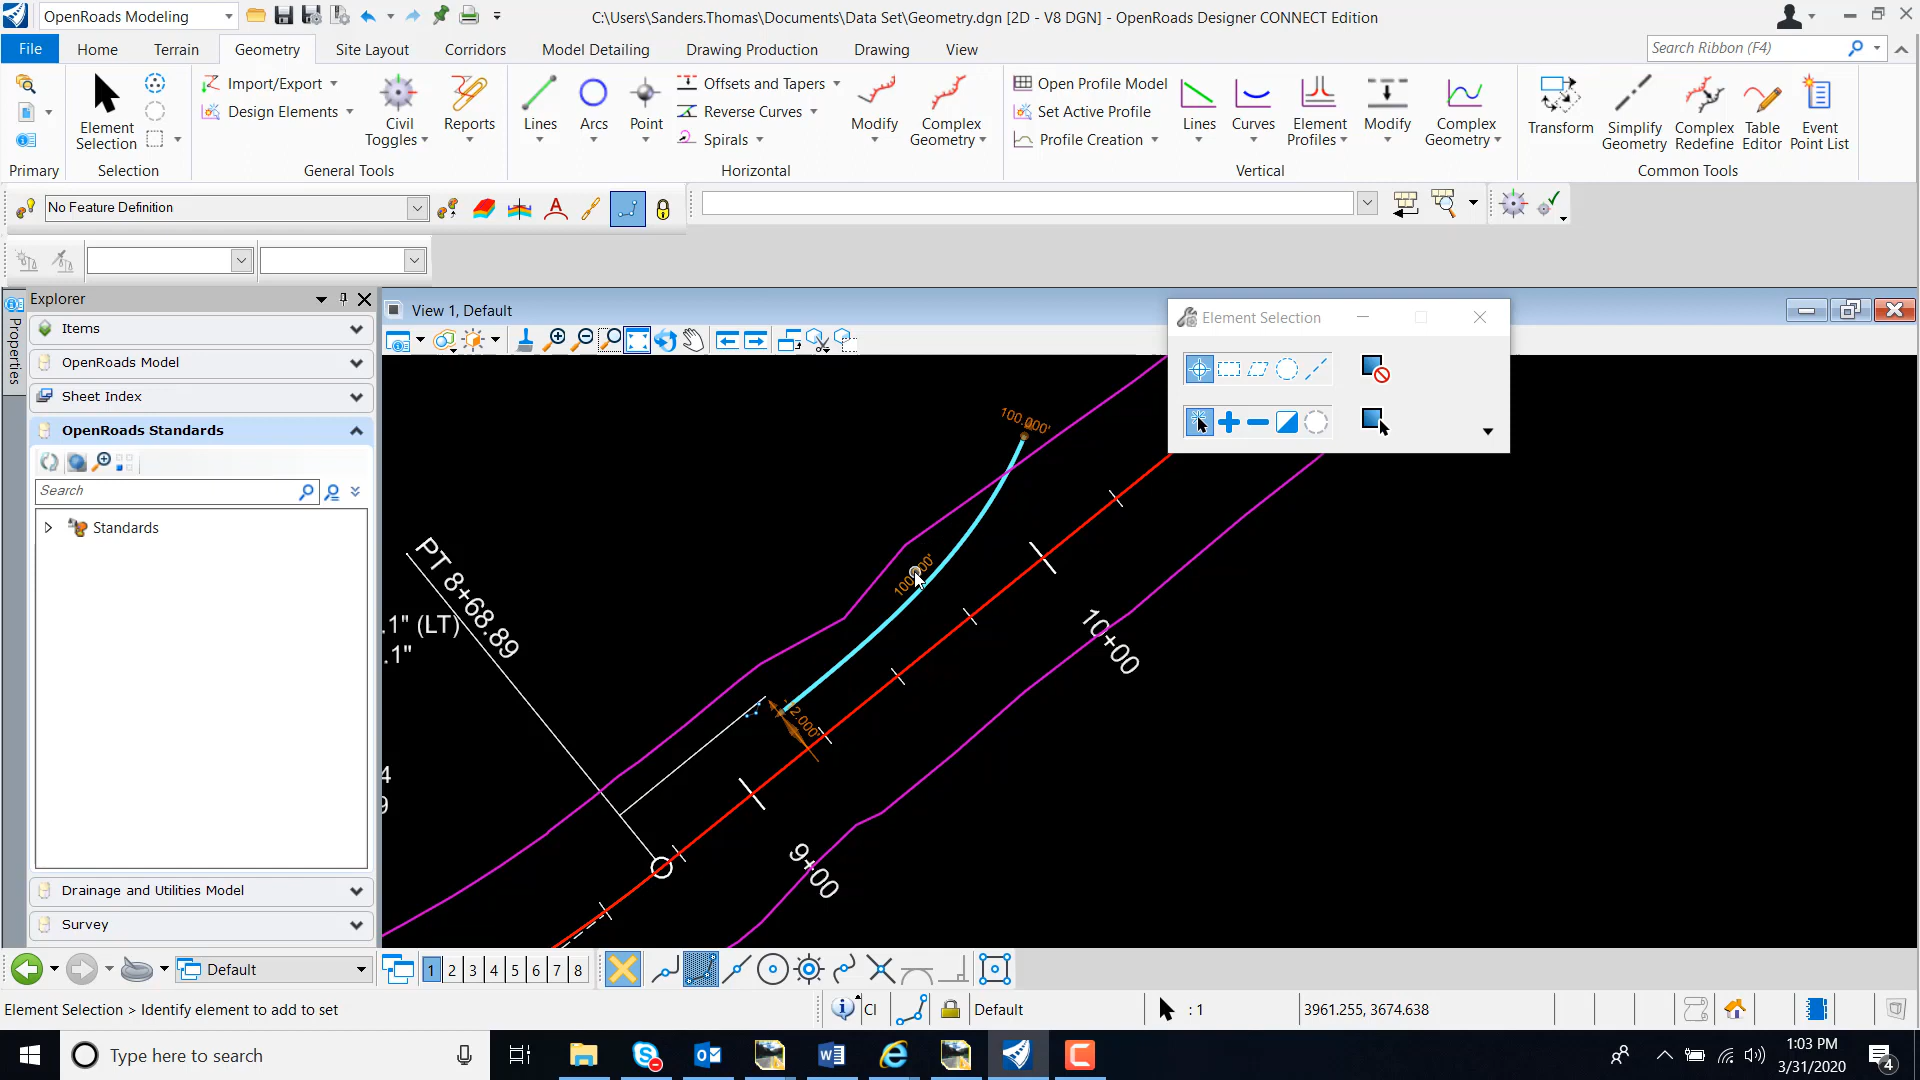 OpenRoads Modeling
C:\Users\Sanders.Thomas\Documents\Data Set\Geometry.dgn [2D - V8 DGN] - OpenRoads Designer CONNECT Edition
File
Home
Terrain
Geometry
Site Layout
Corridors
Model Detailing
Drawing Production
Drawing
View
Search Ribbon (F4)
Primary
Element Selection
Selection
Import/Export
Design Elements
Civil Toggles
Reports
General Tools
Lines
Arcs
Point
Offsets and Tapers
Reverse Curves
Spirals
Modify
Complex Geometry
Horizontal
Open Profile Model
Set Active Profile
Profile Creation
Lines
Curves
Element Profiles
Modify
Complex Geometry
Vertical
Transform
Simplify Geometry
Complex Redefine
Table Editor
Event Point List
Common Tools
No Feature Definition
Properties
Explorer
Items
OpenRoads Model
Sheet Index
OpenRoads Standards
Search
Standards
Drainage and Utilities Model
Survey
View 1, Default
Element Selection
100.000'
PT 8+68.89
.1" (LT)
.1"
10+00
9+00
4
9
Default
1 2 3 4 5 6 7 8
Element Selection > Identify element to add to set
CI
Default
: 1
3961.255, 3674.638
Type here to search
1:03 PM
3/31/2020
4